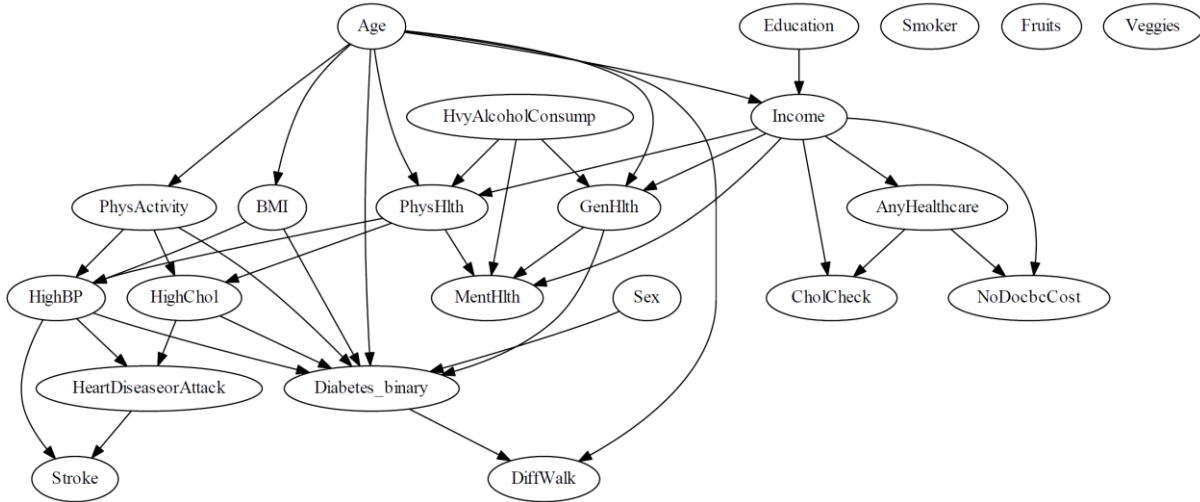 Age
Education
Smoker
Fruits
Veggies
HvyAlcoholConsump
Income
PhysActivity
BMI
PhysHlth
GenHlth
AnyHealthcare
HighBP
HighChol
MentHlth
Sex
CholCheck
NoDocbcCost
HeartDiseaseorAttack
Diabetes_binary
Stroke
DiffWalk